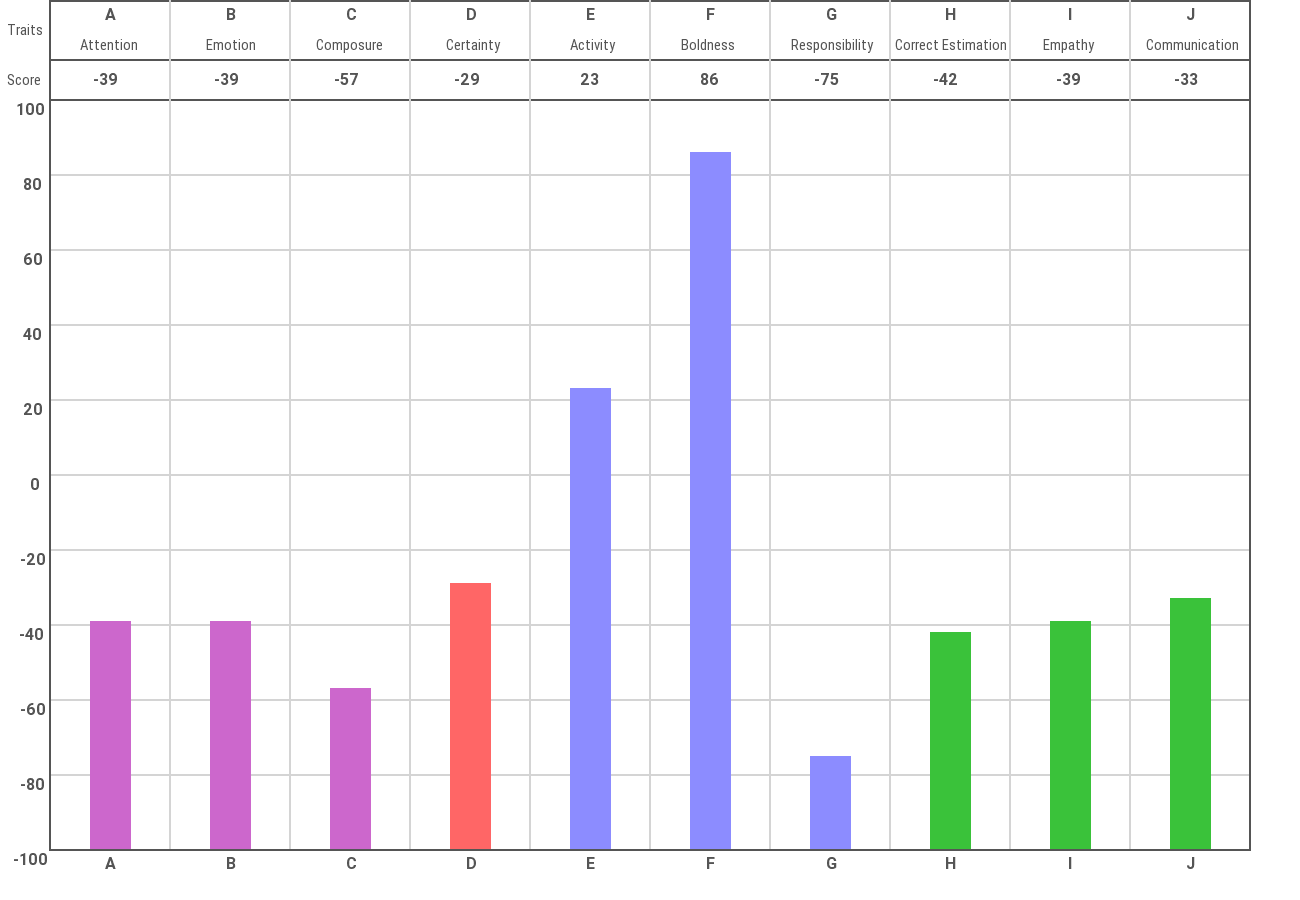 A B C D E F G H I J
Traits
Attention Emotion Composure Certainty Activity Boldness Responsibility Correct Estimation Empathy Communication
Score -39 -39 -57 -29 23 86 -75 -42 -39 -33
100
80
60
40
20
0
-20
-40
-60
-80
-100
A B C D E F G H I J